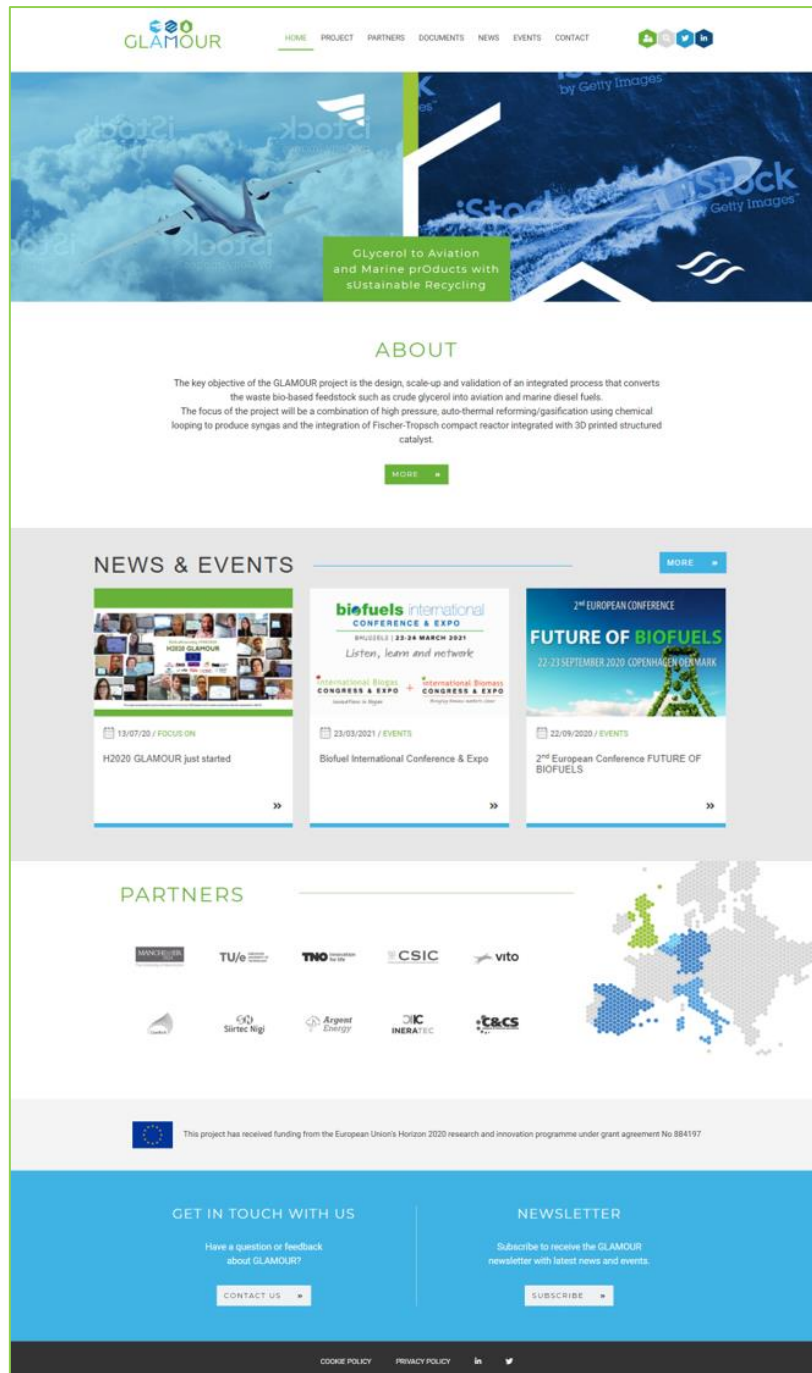 GLAMOUR
HOME PROJECT PARTNERS DOCUMENTS NEWS EVENTS CONTACT
iStock
by Getty Images™
iStock
by Getty Images™
GLycerol to Aviation
and Marine prOducts with
sUstainable Recycling
ABOUT
The key objective of the GLAMOUR project is the design, scale-up and validation of an integrated process that converts
the waste bio-based feedstock such as crude glycerol into aviation and marine diesel fuels.
The focus of the project will be a combination of high pressure, auto-thermal reforming/gasification using chemical
looping to produce syngas and the integration of Fischer-Tropsch compact reactor integrated with 3D printed structured
catalyst.
MORE »
NEWS & EVENTS
MORE »
H2020 GLAMOUR
13/07/20 / FOCUS ON
H2020 GLAMOUR just started
»
biofuels international
CONFERENCE & EXPO
BRUSSELS | 23-24 MARCH 2021
Listen, learn and network
international Biogas
CONGRESS & EXPO
+
international Biomass
CONGRESS & EXPO
23/03/2021 / EVENTS
Biofuel International Conference & Expo
»
2nd EUROPEAN CONFERENCE
FUTURE OF BIOFUELS
22-23 SEPTEMBER 2020 COPENHAGEN DENMARK
22/09/2020 / EVENTS
2nd European Conference FUTURE OF
BIOFUELS
»
PARTNERS
MANCHESTER
TU/e
TNO innovation
for life
CSIC
vito
Siirtec Nigi
Argent
Energy
INERATEC
C&CS
This project has received funding from the European Union's Horizon 2020 research and innovation programme under grant agreement No 884197
GET IN TOUCH WITH US
Have a question or feedback
about GLAMOUR?
CONTACT US »
NEWSLETTER
Subscribe to receive the GLAMOUR
newsletter with latest news and events.
SUBSCRIBE »
COOKIE POLICY PRIVACY POLICY in